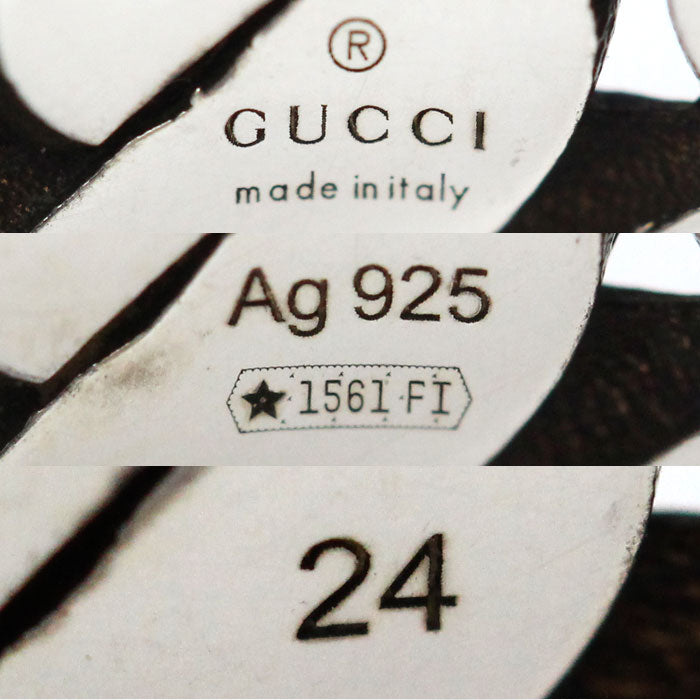 ®
GUCCI
made in italy
Ag 925
★1561 FI
24